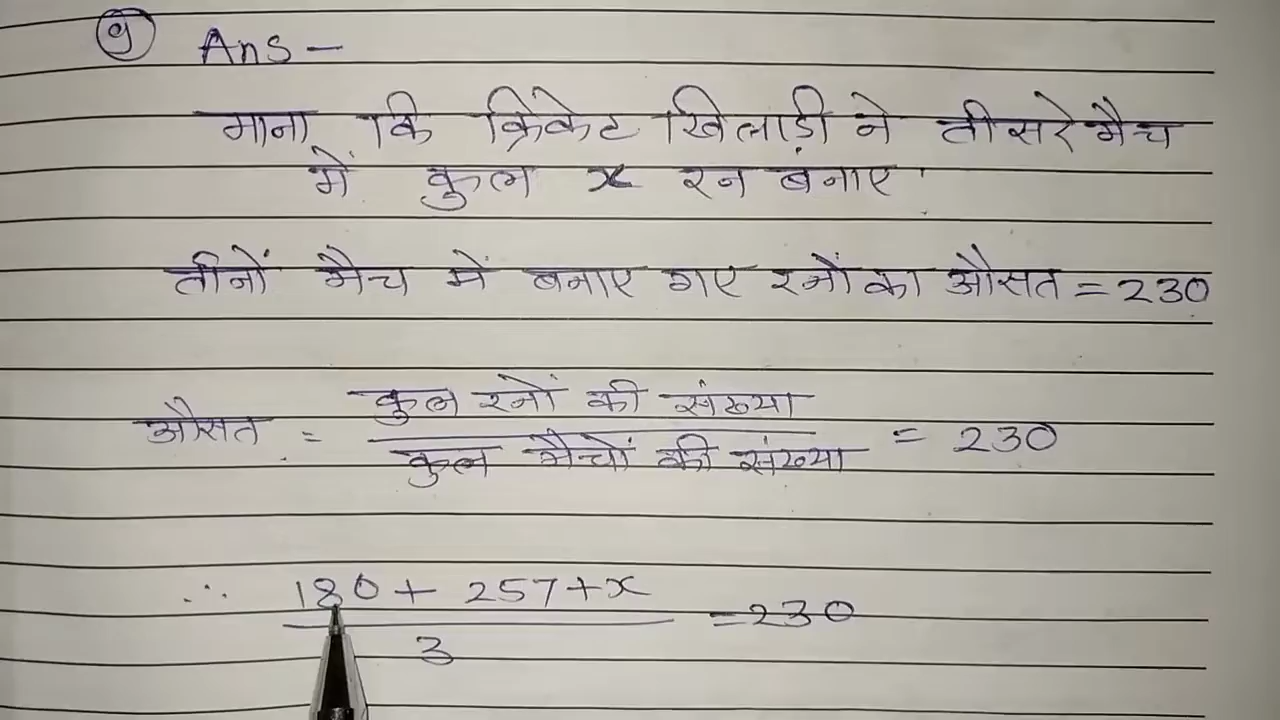 9 Ans -
माना कि क्रिकेट खिलाड़ी ने तीसरे मैच
में कुल x रन बनाए
तीनों मैच में बनाए गए रनों का औसत = 230
औसत = कुल रनों की संख्या / कुल मैचों की संख्या = 230
∴ 180 + 257 + x / 3 = 230